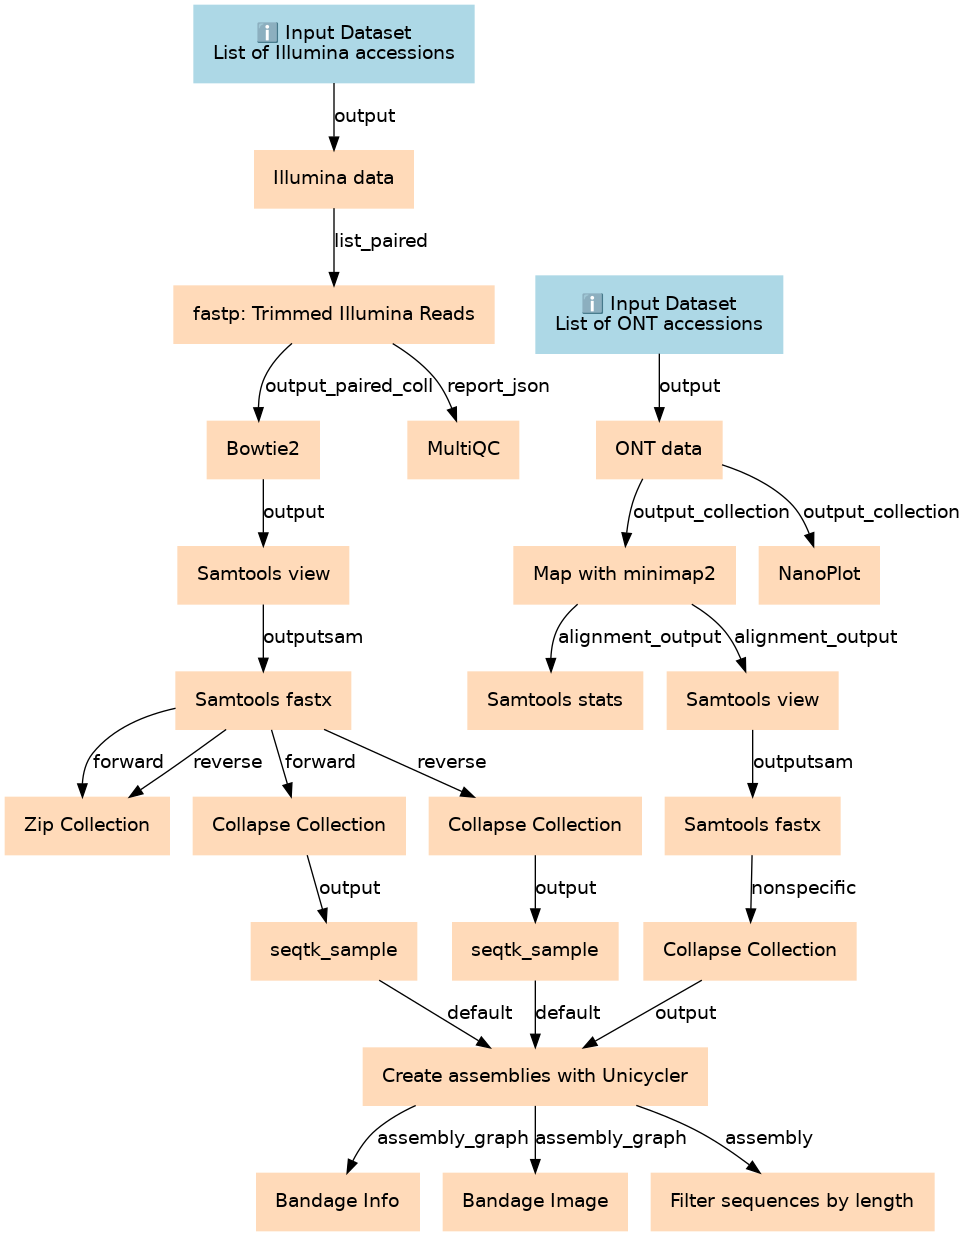 ℹ️ Input Dataset
List of Illumina accessions
output
Illumina data
list_paired
fastp: Trimmed Illumina Reads
ℹ️ Input Dataset
List of ONT accessions
output_paired_coll
report_json
output
Bowtie2
MultiQC
ONT data
output
output_collection
output_collection
Samtools view
Map with minimap2
NanoPlot
outputsam
alignment_output
alignment_output
Samtools fastx
Samtools stats
Samtools view
forward
reverse
forward
reverse
outputsam
Zip Collection
Collapse Collection
Collapse Collection
Samtools fastx
output
output
nonspecific
seqtk_sample
seqtk_sample
Collapse Collection
default
default
output
Create assemblies with Unicycler
assembly_graph
assembly_graph
assembly
Bandage Info
Bandage Image
Filter sequences by length